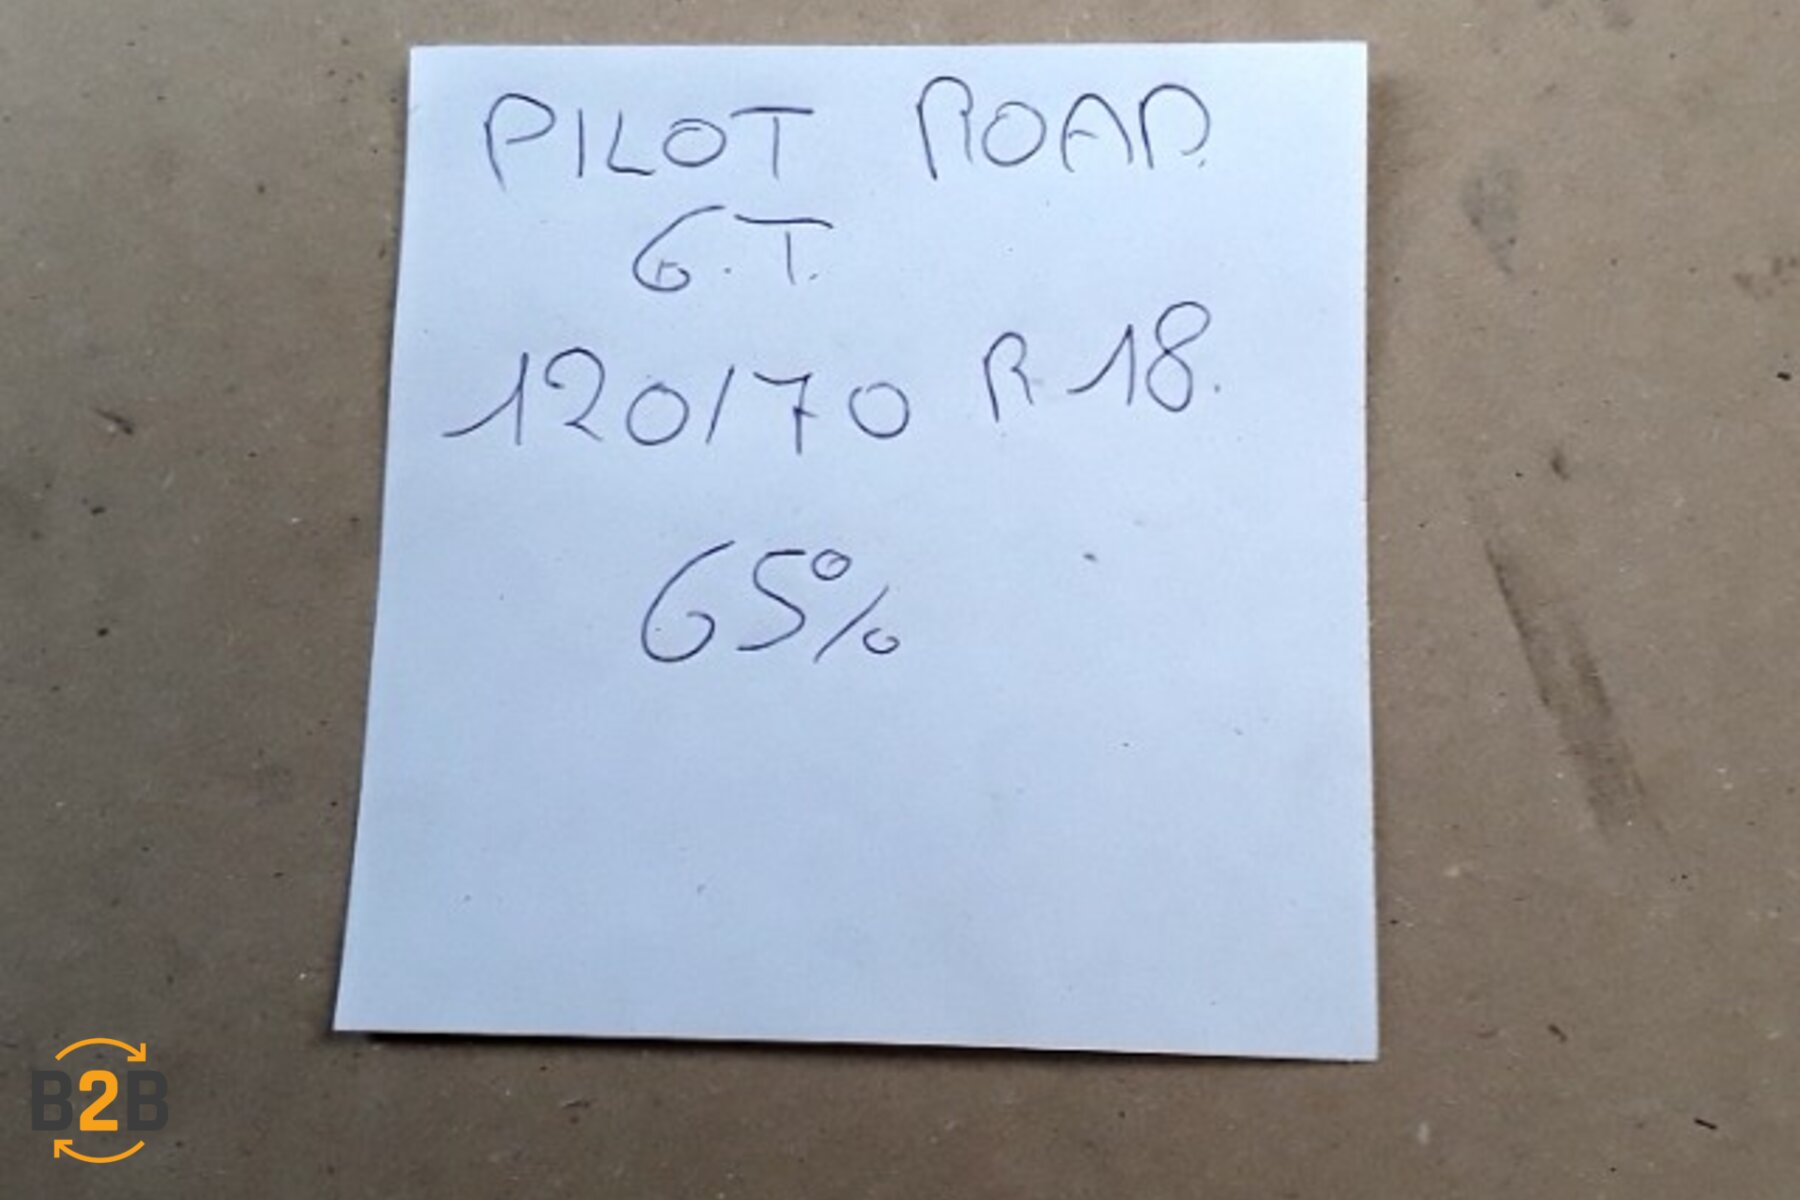 PILOT ROAD.
G.T.
120/70 R 18.
65%
B2B